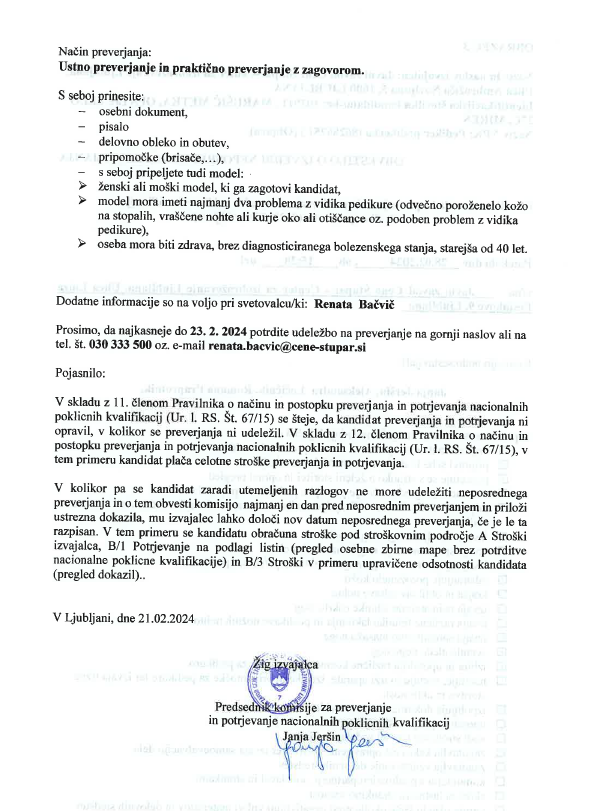 Način preverjanja:
Ustno preverjanje in praktično preverjanje z zagovorom.
S seboj prinesite:
– osebni dokument,
– pisalo
– delovno obleko in obutev,
– pripomočke (brisače,…),
– s seboj pripeljete tudi model:
➢ ženski ali moški model, ki ga zagotovi kandidat,
➢ model mora imeti najmanj dva problema z vidika pedikure (odvečno poroženelo kožo
na stopalih, vraščene nohte ali kurje oko ali otiščance oz. podoben problem z vidika
pedikure),
➢ oseba mora biti zdrava, brez diagnosticiranega bolezenskega stanja, starejša od 40 let.
Dodatne informacije so na voljo pri svetovalcu/ki: Renata Bačvič
Prosimo, da najkasneje do 23. 2. 2024 potrdite udeležbo na preverjanje na gornji naslov ali na
tel. št. 030 333 500 oz. e-mail renata.bacvic@cene-stupar.si
Pojasnilo:
V skladu z 11. členom Pravilnika o načinu in postopku preverjanja in potrjevanja nacionalnih
poklicnih kvalifikacij (Ur. l. RS. Št. 67/15) se šteje, da kandidat preverjanja in potrjevanja ni
opravil, v kolikor se preverjanja ni udeležil. V skladu z 12. členom Pravilnika o načinu in
postopku preverjanja in potrjevanja nacionalnih poklicnih kvalifikacij (Ur. l. RS. Št. 67/15), v
tem primeru kandidat plača celotne stroške preverjanja in potrjevanja.
V kolikor pa se kandidat zaradi utemeljenih razlogov ne more udeležiti neposrednega
preverjanja in o tem obvesti komisijo najmanj en dan pred neposrednim preverjanjem in priloži
ustrezna dokazila, mu izvajalec lahko določi nov datum neposrednega preverjanja, če je le ta
razpisan. V tem primeru se kandidatu obračuna stroške pod stroškovnim področje A Stroški
izvajalca, B/1 Potrjevanje na podlagi listin (pregled osebne zbirne mape brez potrditve
nacionalne poklicne kvalifikacije) in B/3 Stroški v primeru upravičene odsotnosti kandidata
(pregled dokazil)..
V Ljubljani, dne 21.02.2024
Žig izvajalca
Predsednik komisije za preverjanje
in potrjevanje nacionalnih poklicnih kvalifikacij
Janja Jeršin